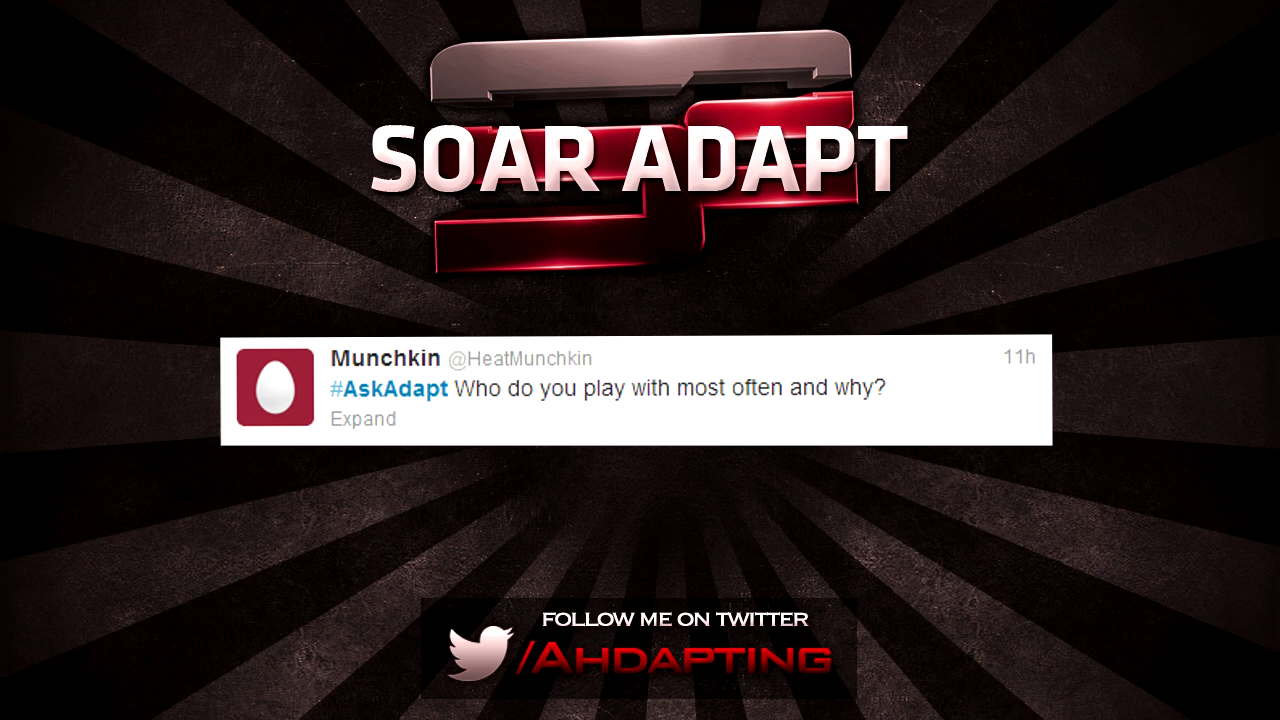 SOAR ADAPT
Munchkin @HeatMunchkin 11h
#AskAdapt Who do you play with most often and why?
Expand
FOLLOW ME ON TWITTER
/AHDAPTING